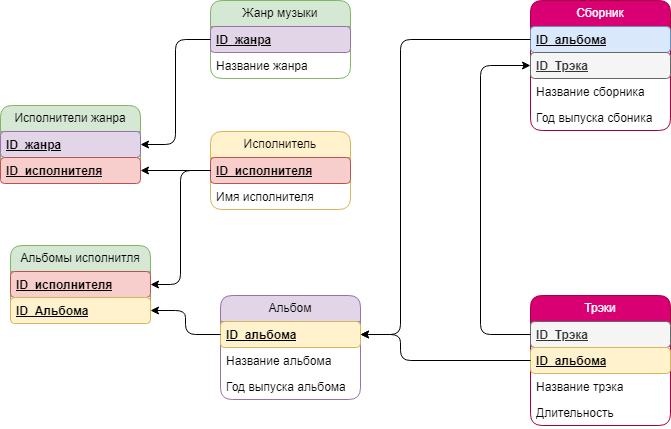 Жанр музыки
ID_жанра
Название жанра
Сборник
ID_альбома
ID_Трэка
Название сборника
Год выпуска сбоника
Исполнители жанра
ID_жанра
ID_исполнителя
Исполнитель
ID_исполнителя
Имя исполнителя
Альбомы исполнитля
ID_исполнителя
ID_Альбома
Альбом
ID_альбома
Название альбома
Год выпуска альбома
Трэки
ID_Трэка
ID_альбома
Название трэка
Длительность